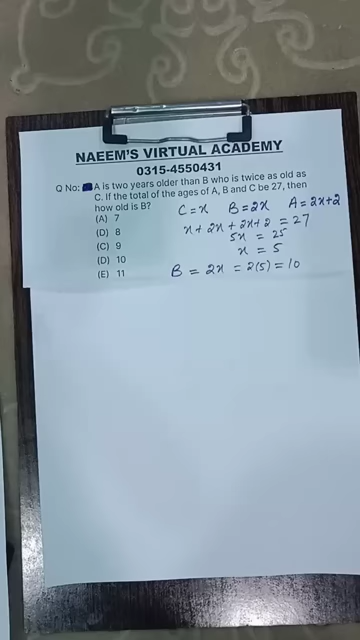 NAEEM'S VIRTUAL ACADEMY
0315-4550431
Q No: A is two years older than B who is twice as old as
C. If the total of the ages of A, B and C be 27, then
how old is B?
C = x B = 2x A = 2x+2
(A) 7
x + 2x + 2x + 2 = 27
(D) 8
5x = 25
(C) 9
x = 5
(D) 10
B = 2x = 2(5) = 10
(E) 11